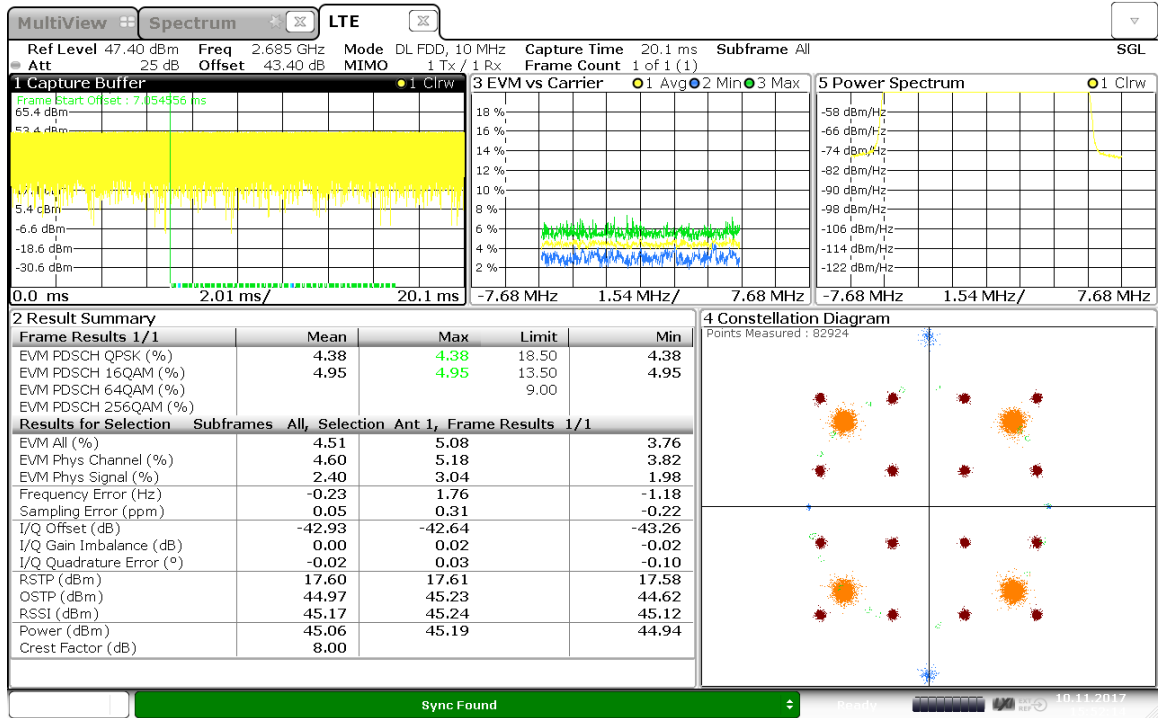 MultiView Spectrum LTE
Ref Level 47.40 dBm Freq 2.685 GHz Mode DL FDD, 10 MHz Capture Time 20.1 ms Subframe All SGL
Att 25 dB Offset 43.40 dB MIMO 1 Tx / 1 Rx Frame Count 1 of 1 (1)
1 Capture Buffer 1 Clrw
Frame Start Offset : 7.054556 ms
65.4 dBm
53.4 dBm
5.4 dBm
-6.6 dBm
-18.6 dBm
-30.6 dBm
0.0 ms 2.01 ms/ 20.1 ms
3 EVM vs Carrier 1 Avg 2 Min 3 Max
18 %
16 %
14 %
12 %
10 %
8 %
6 %
4 %
2 %
-7.68 MHz 1.54 MHz/ 7.68 MHz
5 Power Spectrum 1 Clrw
-58 dBm/Hz
-66 dBm/Hz
-74 dBm/Hz
-82 dBm/Hz
-90 dBm/Hz
-98 dBm/Hz
-106 dBm/Hz
-114 dBm/Hz
-122 dBm/Hz
-7.68 MHz 1.54 MHz/ 7.68 MHz
2 Result Summary
Frame Results 1/1 Mean Max Limit Min
EVM PDSCH QPSK (%) 4.38 4.38 18.50 4.38
EVM PDSCH 16QAM (%) 4.95 4.95 13.50 4.95
EVM PDSCH 64QAM (%) 9.00
EVM PDSCH 256QAM (%)
Results for Selection Subframes All, Selection Ant 1, Frame Results 1/1
EVM All (%) 4.51 5.08 3.76
EVM Phys Channel (%) 4.60 5.18 3.82
EVM Phys Signal (%) 2.40 3.04 1.98
Frequency Error (Hz) -0.23 1.76 -1.18
Sampling Error (ppm) 0.05 0.31 -0.22
I/Q Offset (dB) -42.93 -42.64 -43.26
I/Q Gain Imbalance (dB) 0.00 0.02 -0.02
I/Q Quadrature Error (°) -0.02 0.03 -0.10
RSTP (dBm) 17.60 17.61 17.58
OSTP (dBm) 44.97 45.23 44.62
RSSI (dBm) 45.17 45.24 45.12
Power (dBm) 45.06 45.19 44.94
Crest Factor (dB) 8.00
4 Constellation Diagram
Points Measured : 82924
Sync Found
Ready
LXI
REF
10.11.2017